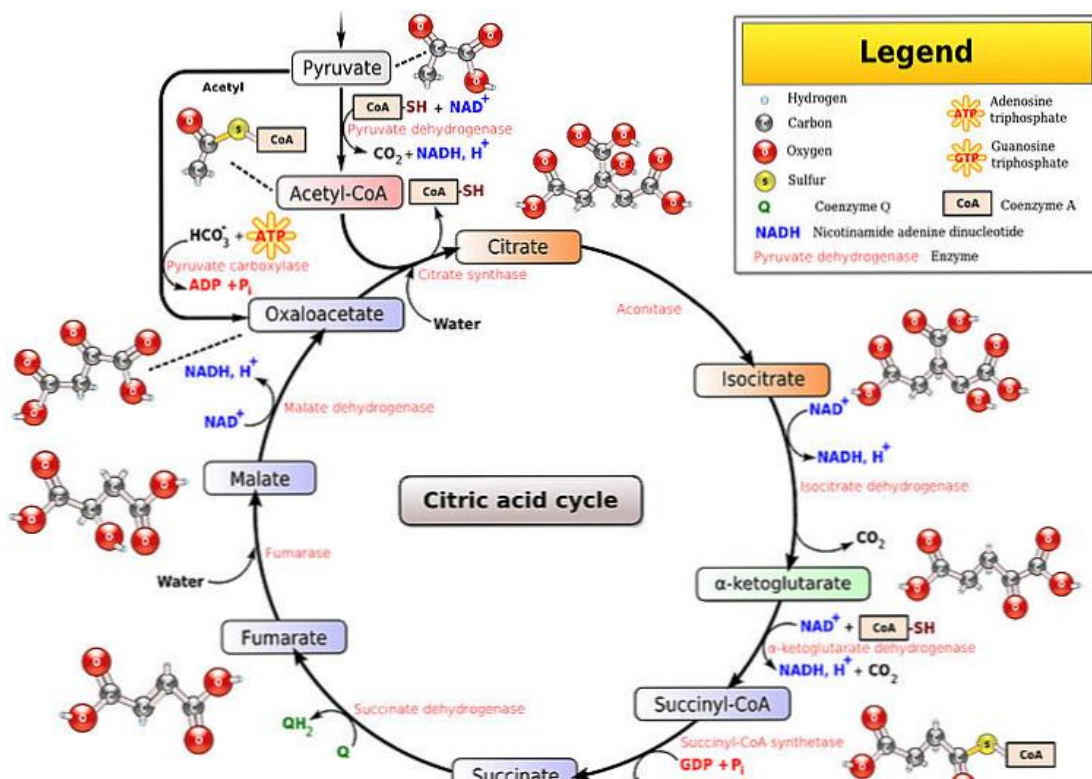 Pyruvate
Acetyl
CoA-SH + NAD+
Pyruvate dehydrogenase
CO2 + NADH, H+
S CoA
Acetyl-CoA
CoA-SH
HCO3- + ATP
Pyruvate carboxylase
ADP + Pi
Citrate
Citrate synthase
Water
Oxaloacetate
Aconitase
Isocitrate
NAD+
NADH, H+
Isocitrate dehydrogenase
CO2
α-ketoglutarate
NAD+ + CoA-SH
α-ketoglutarate dehydrogenase
NADH, H+ + CO2
Succinyl-CoA
Succinyl-CoA synthetase
GDP + Pi
S CoA
Succinate
Succinate dehydrogenase
QH2
Q
Fumarate
Fumarase
Water
Malate
NADH, H+
NAD+
Malate dehydrogenase
Citric acid cycle
Legend
Hydrogen
Carbon
Oxygen
S Sulfur
Q Coenzyme Q
ATP Adenosine
triphosphate
GTP Guanosine
triphosphate
CoA Coenzyme A
NADH Nicotinamide adenine dinucleotide
Pyruvate dehydrogenase Enzyme